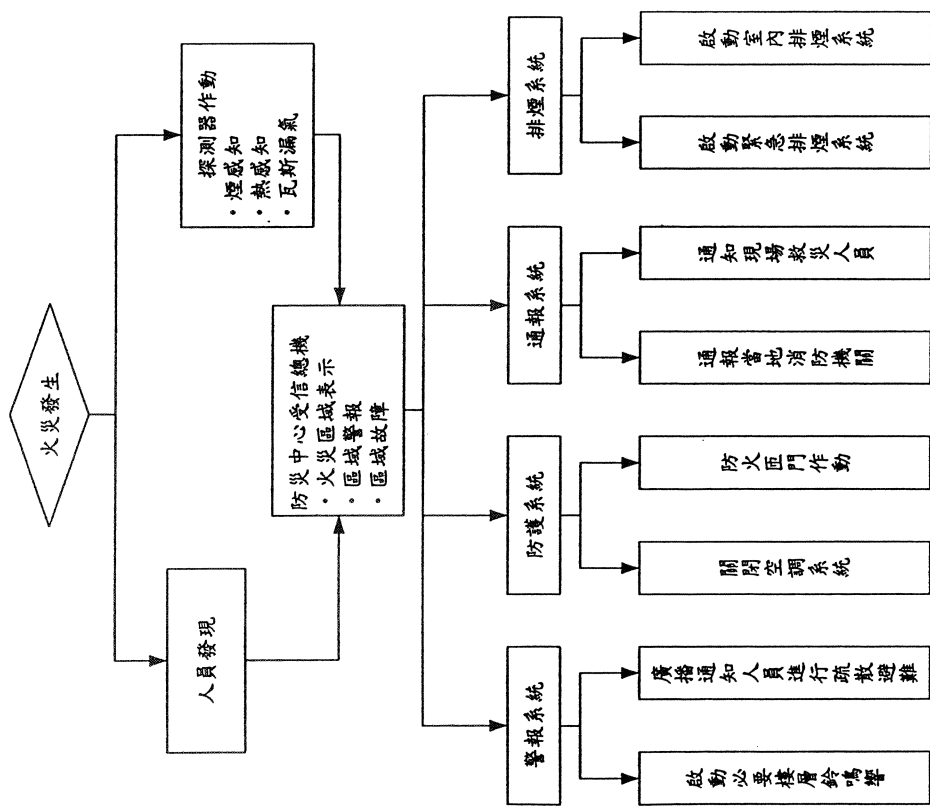 火災發生
人員發現
探測器作動
・煙感知
・熱感知
・瓦斯漏氣
防災中心受信總機
・火災區域表示
・區域警報
・區域故障
警報系統
防護系統
通報系統
排煙系統
啟動必要樓層鈴鳴響
廣播通知人員進行疏散避難
關閉空調系統
防火匝門作動
通報當地消防機關
通知現場救災人員
啟動緊急排煙系統
啟動室內排煙系統